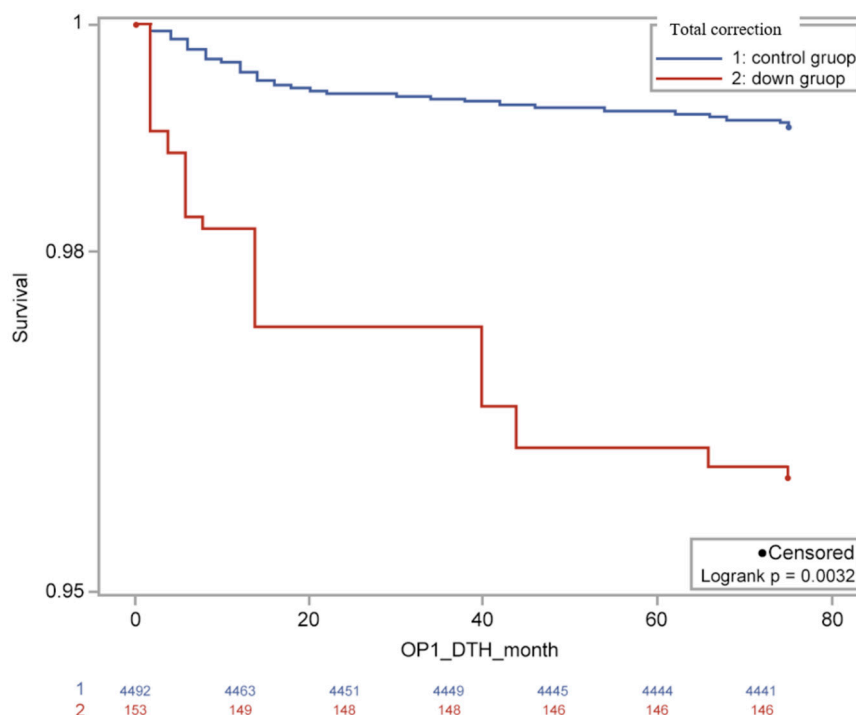 1
Total correction
1: control gruop
2: down gruop
0.98
Survival
0.95
Censored
Logrank p = 0.0032
0 20 40 60 80
OP1_DTH_month
1 4492 4463 4451 4449 4445 4444 4441
2 153 149 148 148 146 146 146